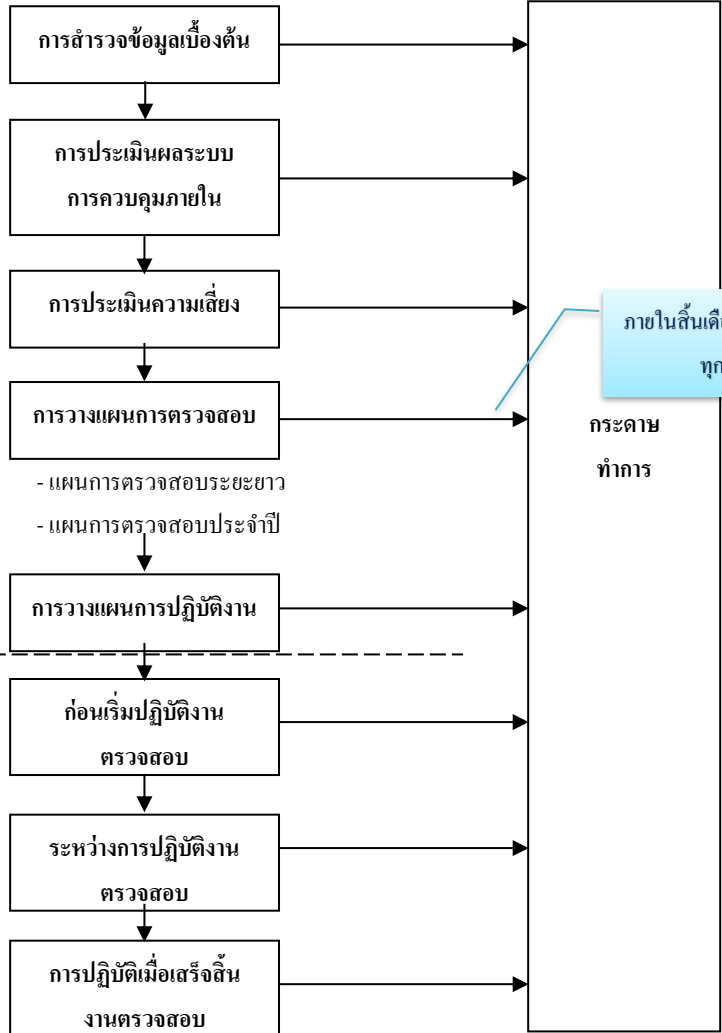 การสำรวจข้อมูลเบื้องต้น
การประเมินผลระบบ
การควบคุมภายใน
การประเมินความเสี่ยง
การวางแผนการตรวจสอบ
- แผนการตรวจสอบระยะยาว
- แผนการตรวจสอบประจำปี
การวางแผนการปฏิบัติงาน
ก่อนเริ่มปฏิบัติงาน
ตรวจสอบ
ระหว่างการปฏิบัติงาน
ตรวจสอบ
การปฏิบัติเมื่อเสร็จสิ้น
งานตรวจสอบ
ภายในสิ้น
ทุก
กระดาษ
ทำการ